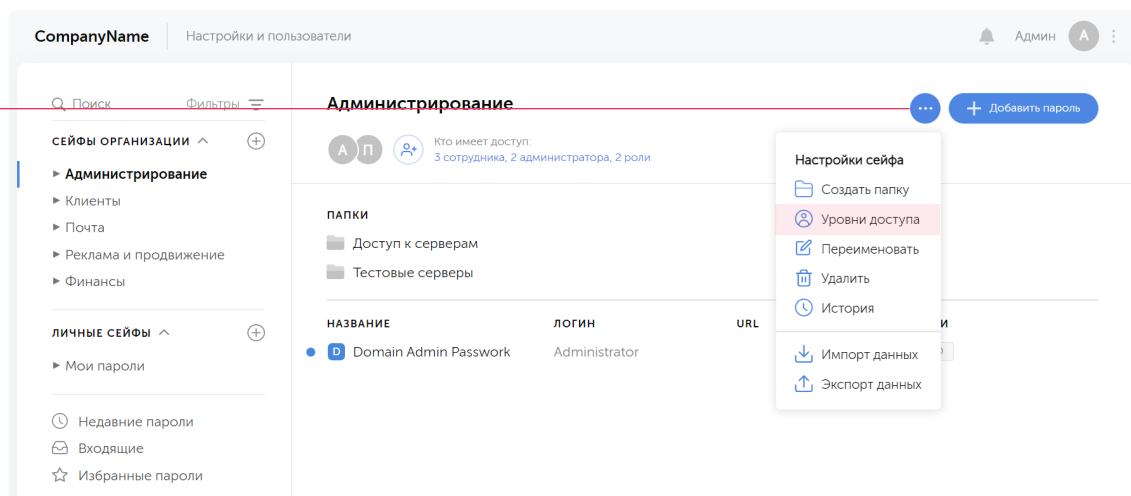 CompanyName
Настройки и пользователи
Админ
А
Поиск
Фильтры
СЕЙФЫ ОРГАНИЗАЦИИ
Администрирование
Клиенты
Почта
Реклама и продвижение
Финансы
ЛИЧНЫЕ СЕЙФЫ
Мои пароли
Недавние пароли
Входящие
Избранные пароли
Администрирование
Добавить пароль
А
П
Кто имеет доступ:
3 сотрудника, 2 администратора, 2 роли
ПАПКИ
Доступ к серверам
Тестовые серверы
НАЗВАНИЕ
ЛОГИН
URL
И
D
Domain Admin Passwork
Administrator
Настройки сейфа
Создать папку
Уровни доступа
Переименовать
Удалить
История
Импорт данных
Экспорт данных